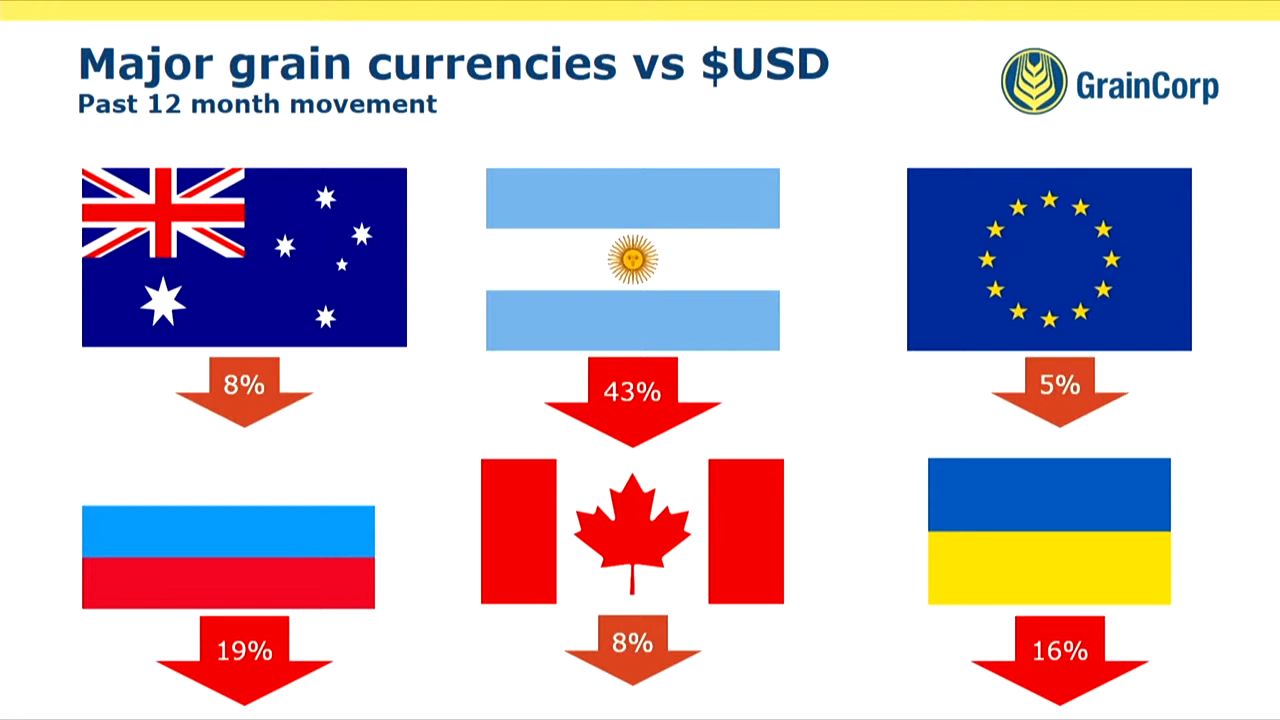 Major grain currencies vs $USD
Past 12 month movement
GrainCorp
8%
43%
5%
19%
8%
16%